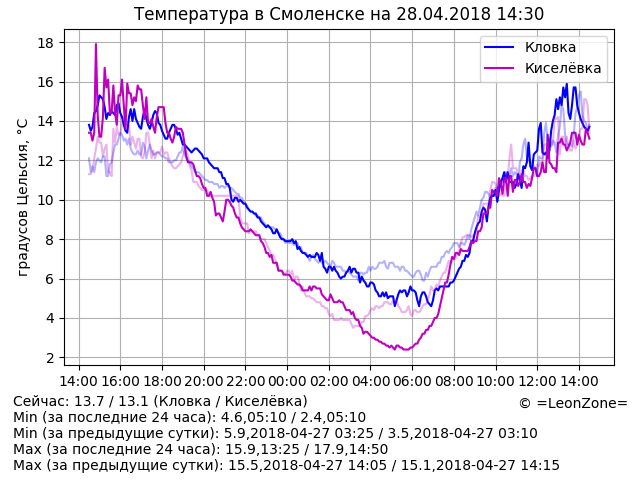 Температура в Смоленске на 28.04.2018 14:30
градусов Цельсия, °C
18
16
14
12
10
8
6
4
2
Кловка
Киселёвка
14:00 16:00 18:00 20:00 22:00 00:00 02:00 04:00 06:00 08:00 10:00 12:00 14:00
Сейчас: 13.7 / 13.1 (Кловка / Киселёвка)
© =LeonZone=
Min (за последние 24 часа): 4.6,05:10 / 2.4,05:10
Min (за предыдущие сутки): 5.9,2018-04-27 03:25 / 3.5,2018-04-27 03:10
Max (за последние 24 часа): 15.9,13:25 / 17.9,14:50
Max (за предыдущие сутки): 15.5,2018-04-27 14:05 / 15.1,2018-04-27 14:15